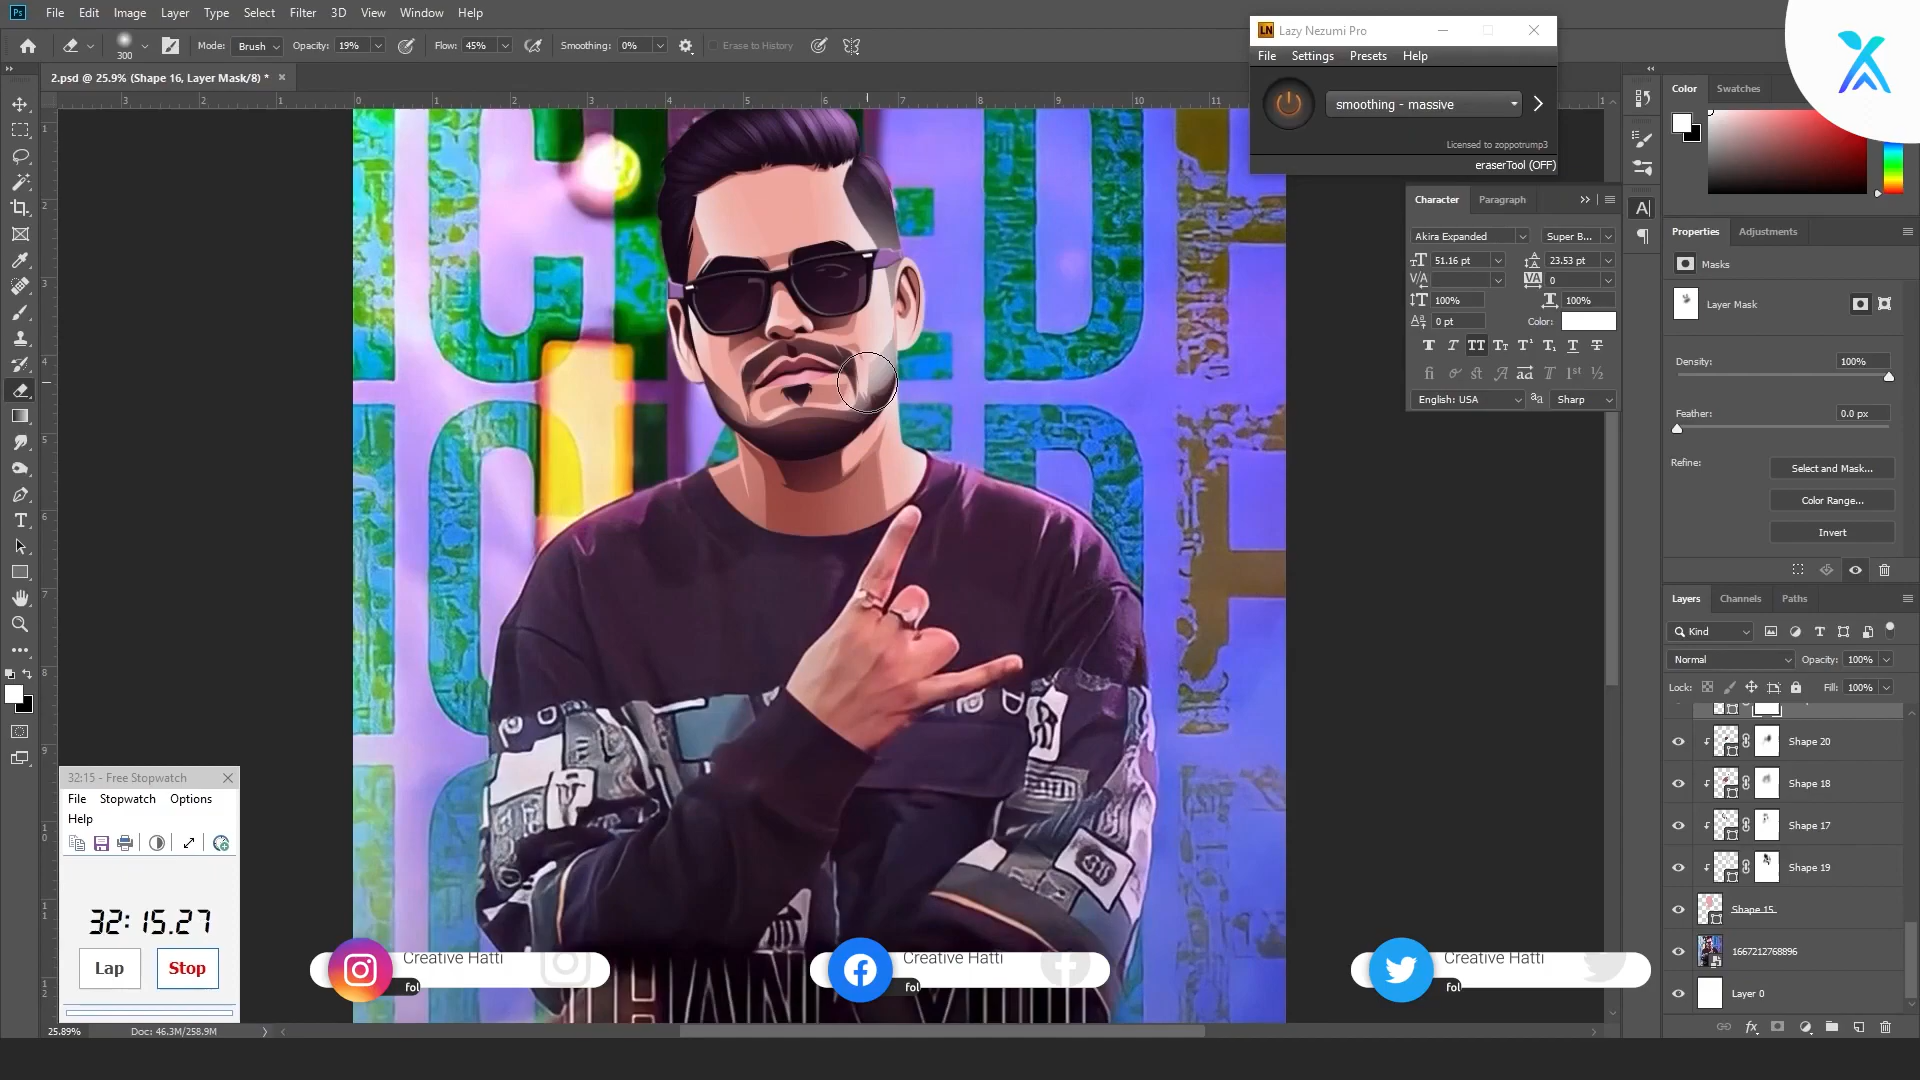 Ps File Edit Image Layer Type Select Filter 3D View Window Help
300 Mode: Brush Opacity: 19% Flow: 45% Smoothing: 0% Erase to History
2.psd @ 25.9% (Shape 16, Layer Mask/8) *
LN Lazy Nezumi Pro
File Settings Presets Help
smoothing - massive
Licensed to zoppotrump3
eraserTool (OFF)
Character Paragraph
Akira Expanded Super B...
51.16 pt 23.53 pt
0
100% 100%
0 pt Color:
English: USA Sharp
Color Swatches
Properties Adjustments
Masks
Layer Mask
Density: 100%
Feather: 0.0 px
Refine: Select and Mask...
Color Range...
Invert
Layers Channels Paths
Kind
Normal Opacity: 100%
Lock: Fill: 100%
Shape 20
Shape 18
Shape 17
Shape 19
Shape 15
1667212768896
Layer 0
32:15 - Free Stopwatch
File Stopwatch Options
Help
32:15.27
Lap Stop
Creative Hatti
fol
Creative Hatti
fol
Creative Hatti
fol
25.89% Doc: 46.3M/258.9M